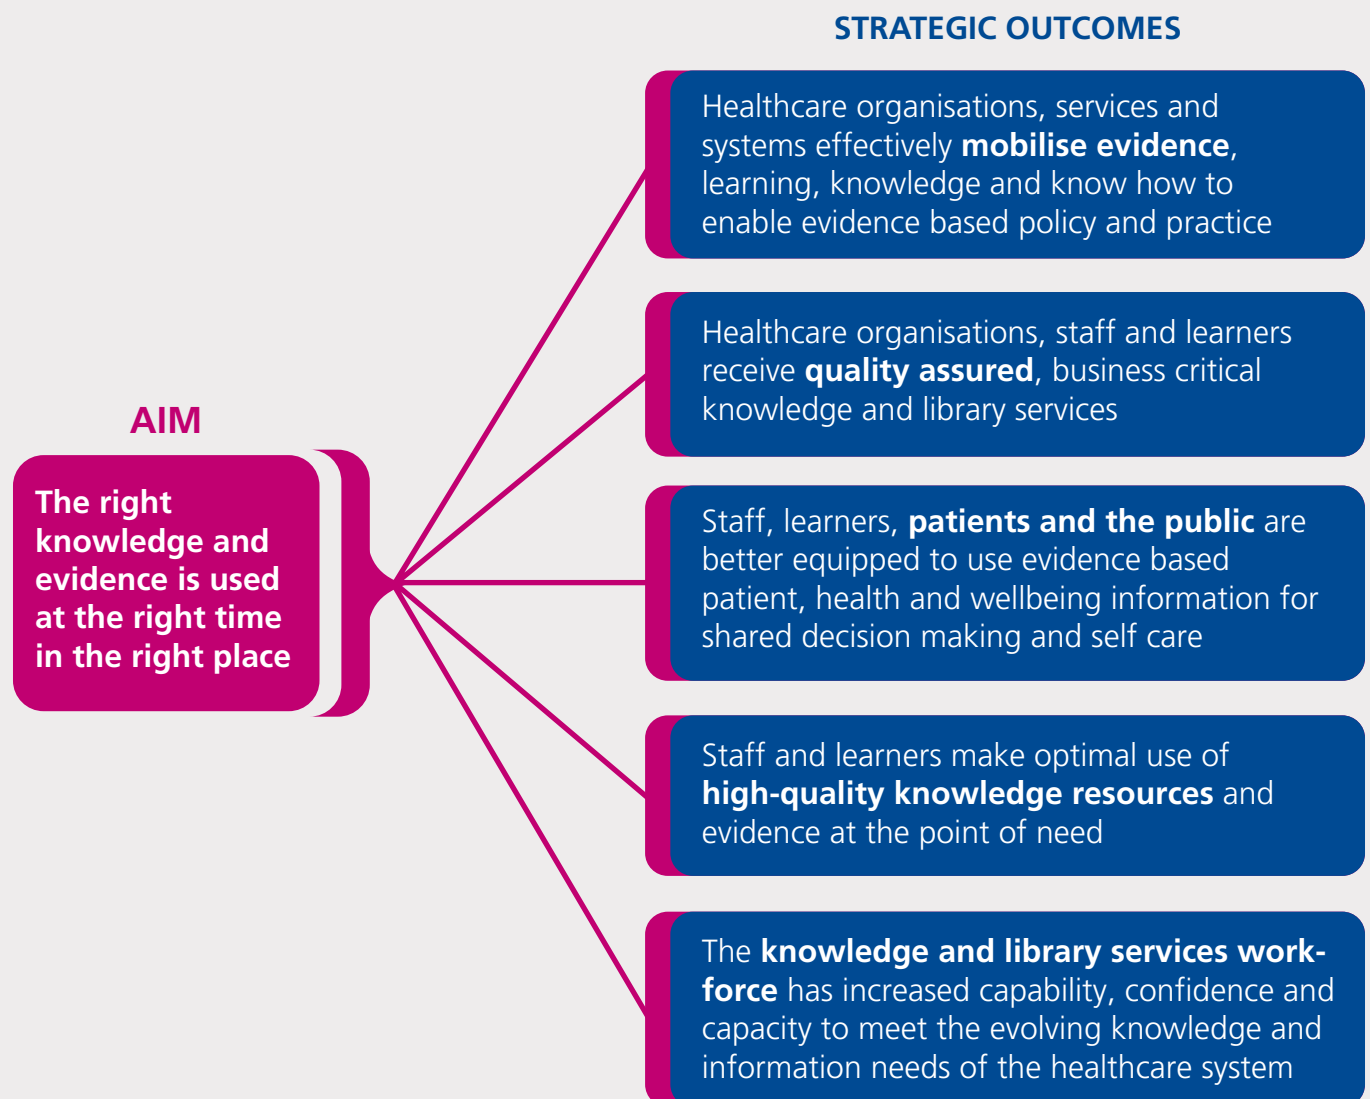 STRATEGIC OUTCOMES
Healthcare organisations, services and
systems effectively mobilise evidence,
learning, knowledge and know how to
enable evidence based policy and practice
Healthcare organisations, staff and learners
receive quality assured, business critical
knowledge and library services
AIM
The right
knowledge and
evidence is used
at the right time
in the right place
Staff, learners, patients and the public are
better equipped to use evidence based
patient, health and wellbeing information for
shared decision making and self care
Staff and learners make optimal use of
high-quality knowledge resources and
evidence at the point of need
The knowledge and library services work-
force has increased capability, confidence and
capacity to meet the evolving knowledge and
information needs of the healthcare system